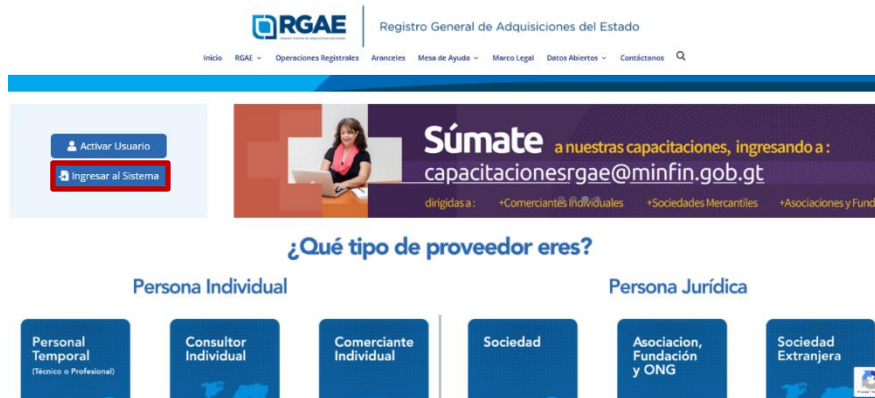 RGAE
Registro General de Adquisiciones del Estado
Inicio RGAE Operaciones Registrales Aranceles Mesa de Ayuda Marco Legal Datos Abiertos Contáctanos
Activar Usuario
Ingresar al Sistema
Súmate a nuestras capacitaciones, ingresando a :
capacitacionesrgae@minfin.gob.gt
dirigidas a : +Comerciantes Individuales +Sociedades Mercantiles +Asociaciones y Fund
¿Qué tipo de proveedor eres?
Persona Individual
Persona Jurídica
Personal
Temporal
(Técnico o Profesional)
Consultor
Individual
Comerciante
Individual
Sociedad
Asociacion,
Fundación
y ONG
Sociedad
Extranjera